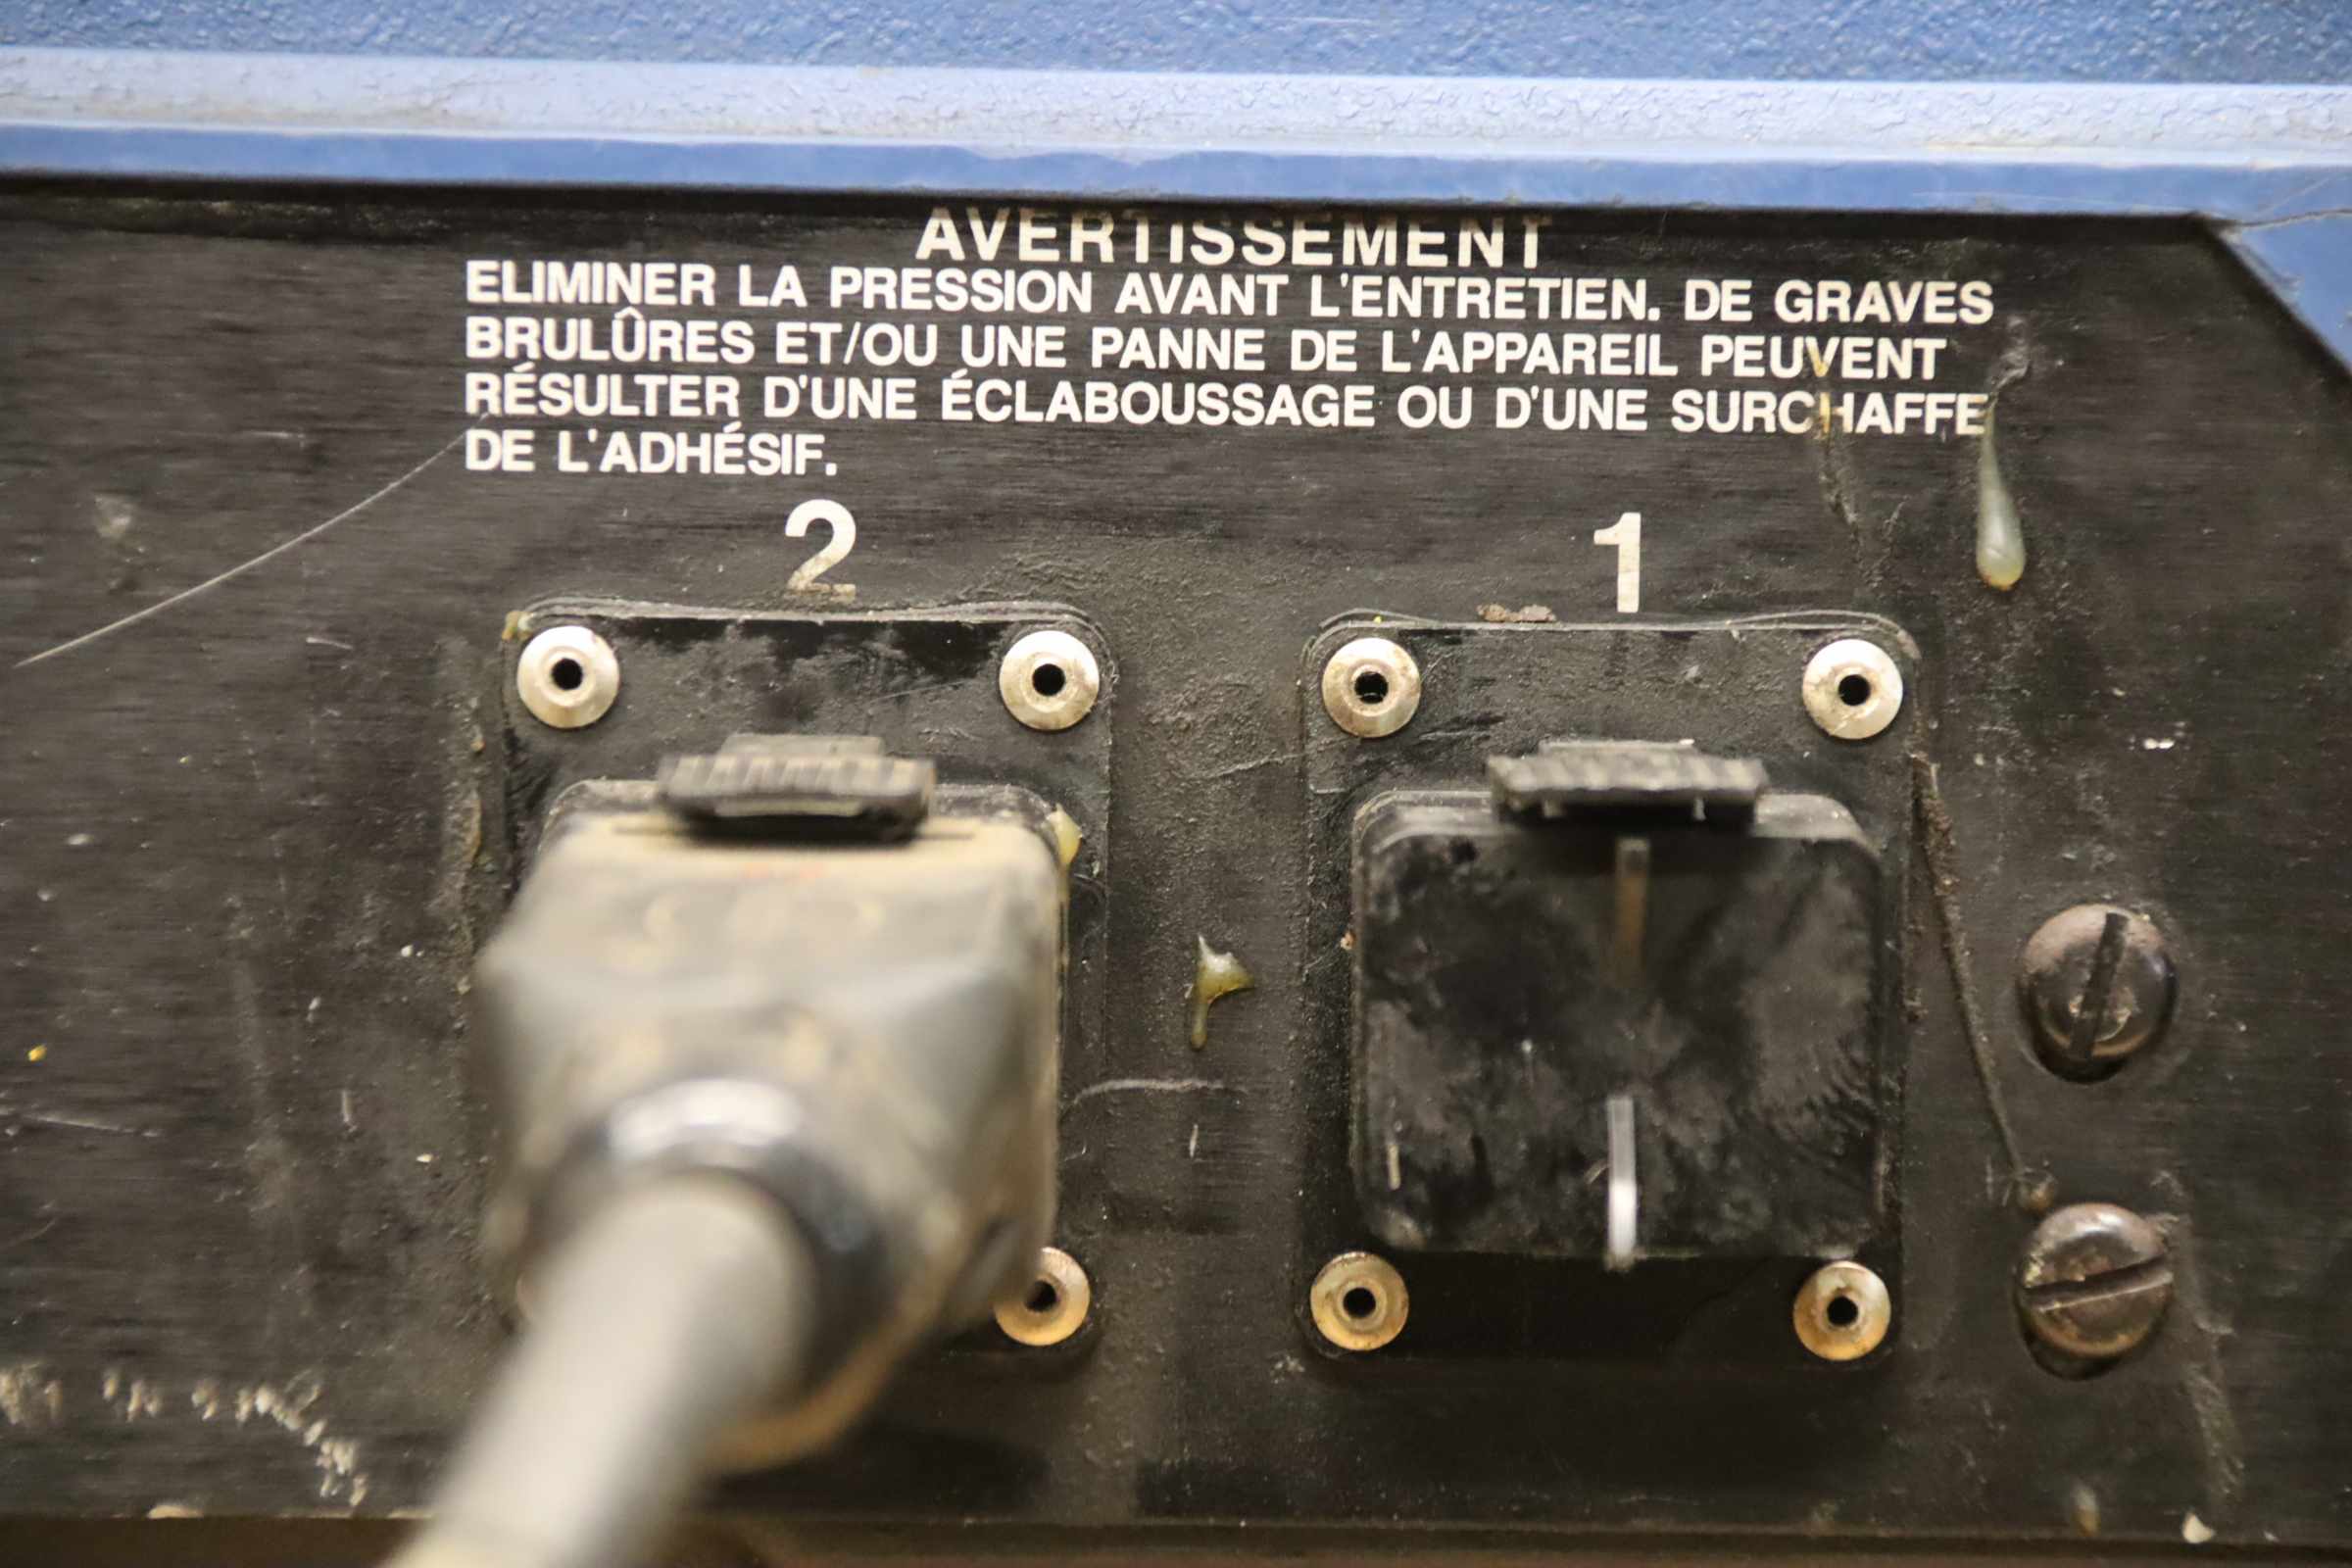 AVERTISSEMENT
ELIMINER LA PRESSION AVANT L'ENTRETIEN. DE GRAVES
BRULÛRES ET/OU UNE PANNE DE L'APPAREIL PEUVENT
RÉSULTER D'UNE ÉCLABOUSSAGE OU D'UNE SURCHAFFE
DE L'ADHÉSIF.
2 1